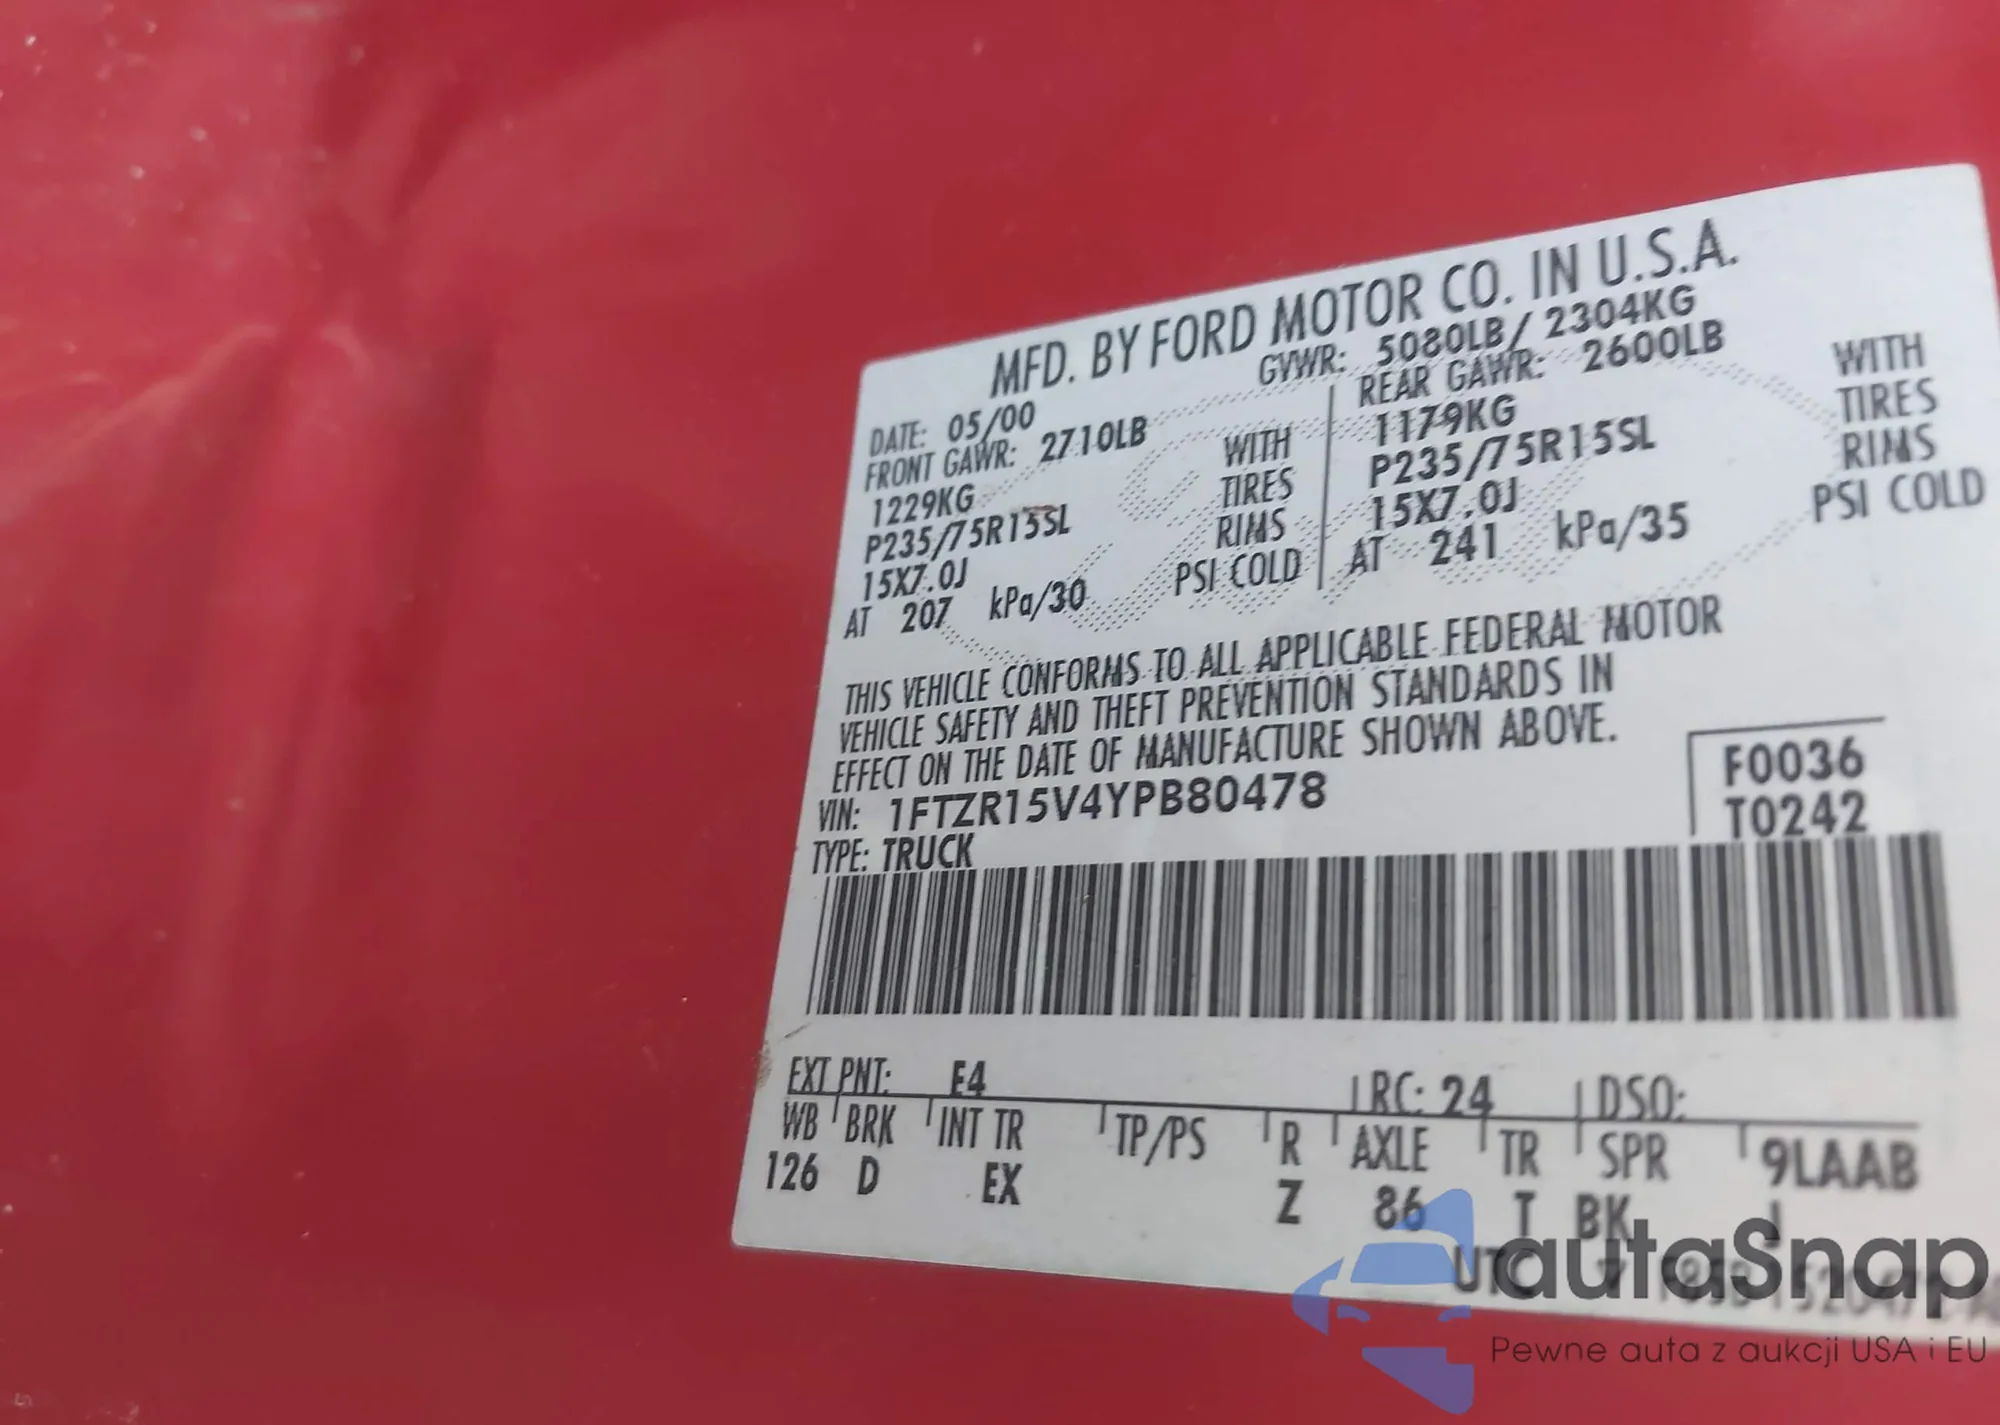 MFD. BY FORD MOTOR CO. IN U.S.A.
DATE: 05/00 GVWR: 5080LB/ 2304KG
FRONT GAWR: 2710LB REAR GAWR: 2600LB
1229KG WITH 1179KG WITH
P235/75R15SL TIRES P235/75R15SL TIRES
15X7.0J RIMS 15X7.0J RIMS
AT 207 kPa/30 PSI COLD AT 241 kPa/35 PSI COLD
THIS VEHICLE CONFORMS TO ALL APPLICABLE FEDERAL MOTOR
VEHICLE SAFETY AND THEFT PREVENTION STANDARDS IN
EFFECT ON THE DATE OF MANUFACTURE SHOWN ABOVE.
VIN: 1FTZR15V4YPB80478 F0036
TYPE: TRUCK T0242
EXT PNT: E4 RC: 24 DSO:
WB BRK INT TR TP/PS R AXLE TR SPR 9LAAB
126 D EX Z 86 T BK
autaSnap
Pewne auta z aukcji USA i EU